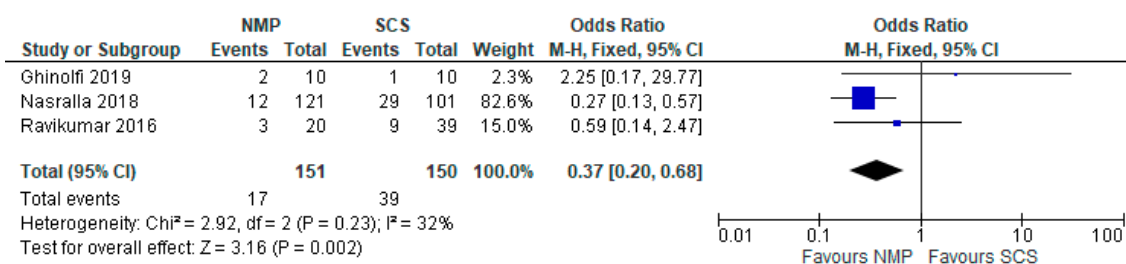 NMP SCS Odds Ratio Odds Ratio
Study or Subgroup Events Total Events Total Weight M-H, Fixed, 95% CI M-H, Fixed, 95% CI
Ghinolfi 2019 2 10 1 10 2.3% 2.25 [0.17, 29.77]
Nasralla 2018 12 121 29 101 82.6% 0.27 [0.13, 0.57]
Ravikumar 2016 3 20 9 39 15.0% 0.59 [0.14, 2.47]
Total (95% CI) 151 150 100.0% 0.37 [0.20, 0.68]
Total events 17 39
Heterogeneity: Chi² = 2.92, df = 2 (P = 0.23); I² = 32%
Test for overall effect: Z = 3.16 (P = 0.002)
0.01 0.1 1 10 100
Favours NMP Favours SCS